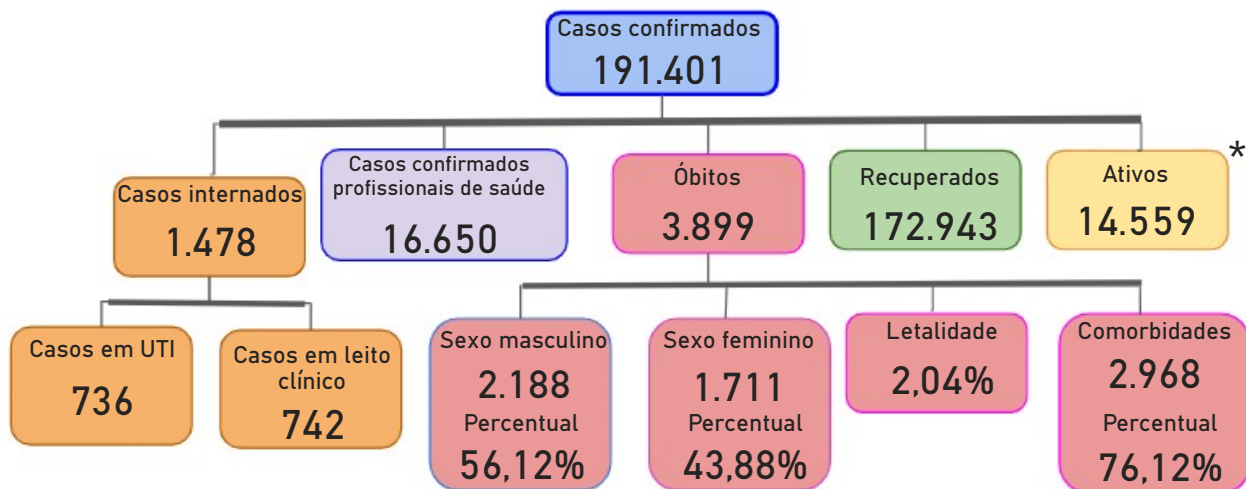 Casos confirmados
191.401
Casos internados
1.478
Casos confirmados
profissionais de saúde
16.650
Óbitos
3.899
Recuperados
172.943
Ativos
14.559
*
Casos em UTI
736
Casos em leito
clínico
742
Sexo masculino
2.188
Percentual
56,12%
Sexo feminino
1.711
Percentual
43,88%
Letalidade
2,04%
Comorbidades
2.968
Percentual
76,12%